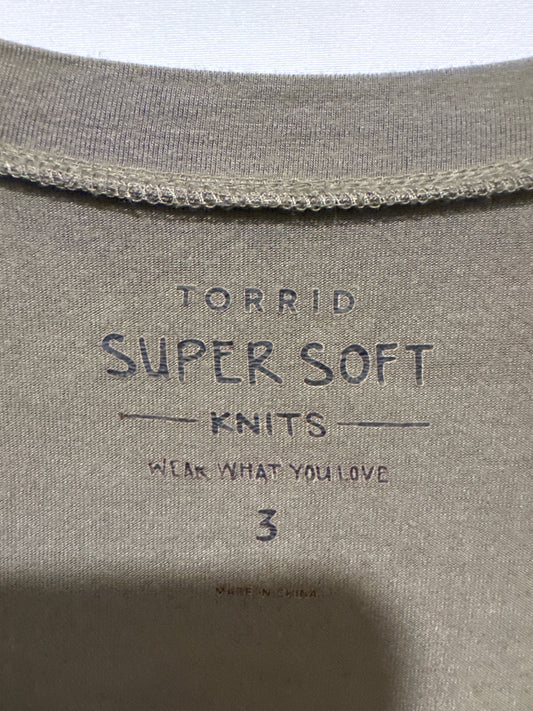 TORRID
SUPER SOFT
KNITS
WEAR WHAT YOU LOVE
3
MADE IN CHINA